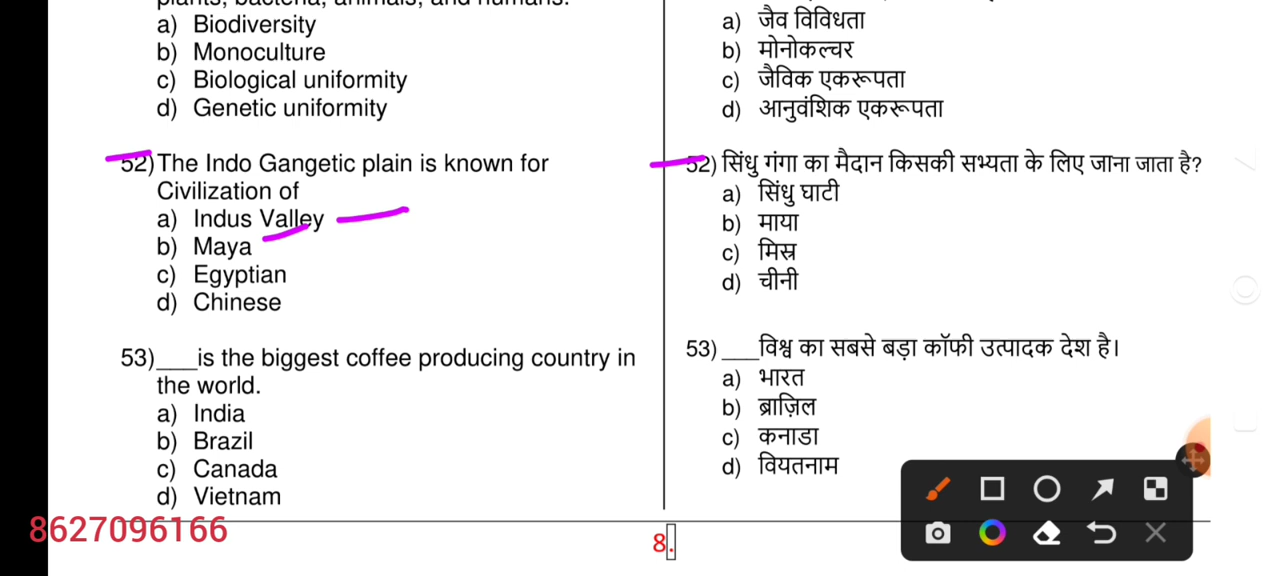 a) Biodiversity
b) Monoculture
c) Biological uniformity
d) Genetic uniformity
52)The Indo Gangetic plain is known for
Civilization of
a) Indus Valley
b) Maya
c) Egyptian
d) Chinese
53)___is the biggest coffee producing country in
the world.
a) India
b) Brazil
c) Canada
d) Vietnam
a) जैव विविधता
b) मोनोकल्चर
c) जैविक एकरूपता
d) आनुवंशिक एकरूपता
52) सिंधु गंगा का मैदान किसकी सभ्यता के लिए जाना जाता है?
a) सिंधु घाटी
b) माया
c) मिस्र
d) चीनी
53) ___विश्व का सबसे बड़ा कॉफी उत्पादक देश है।
a) भारत
b) ब्राज़िल
c) कनाडा
d) वियतनाम
8627096166
8.